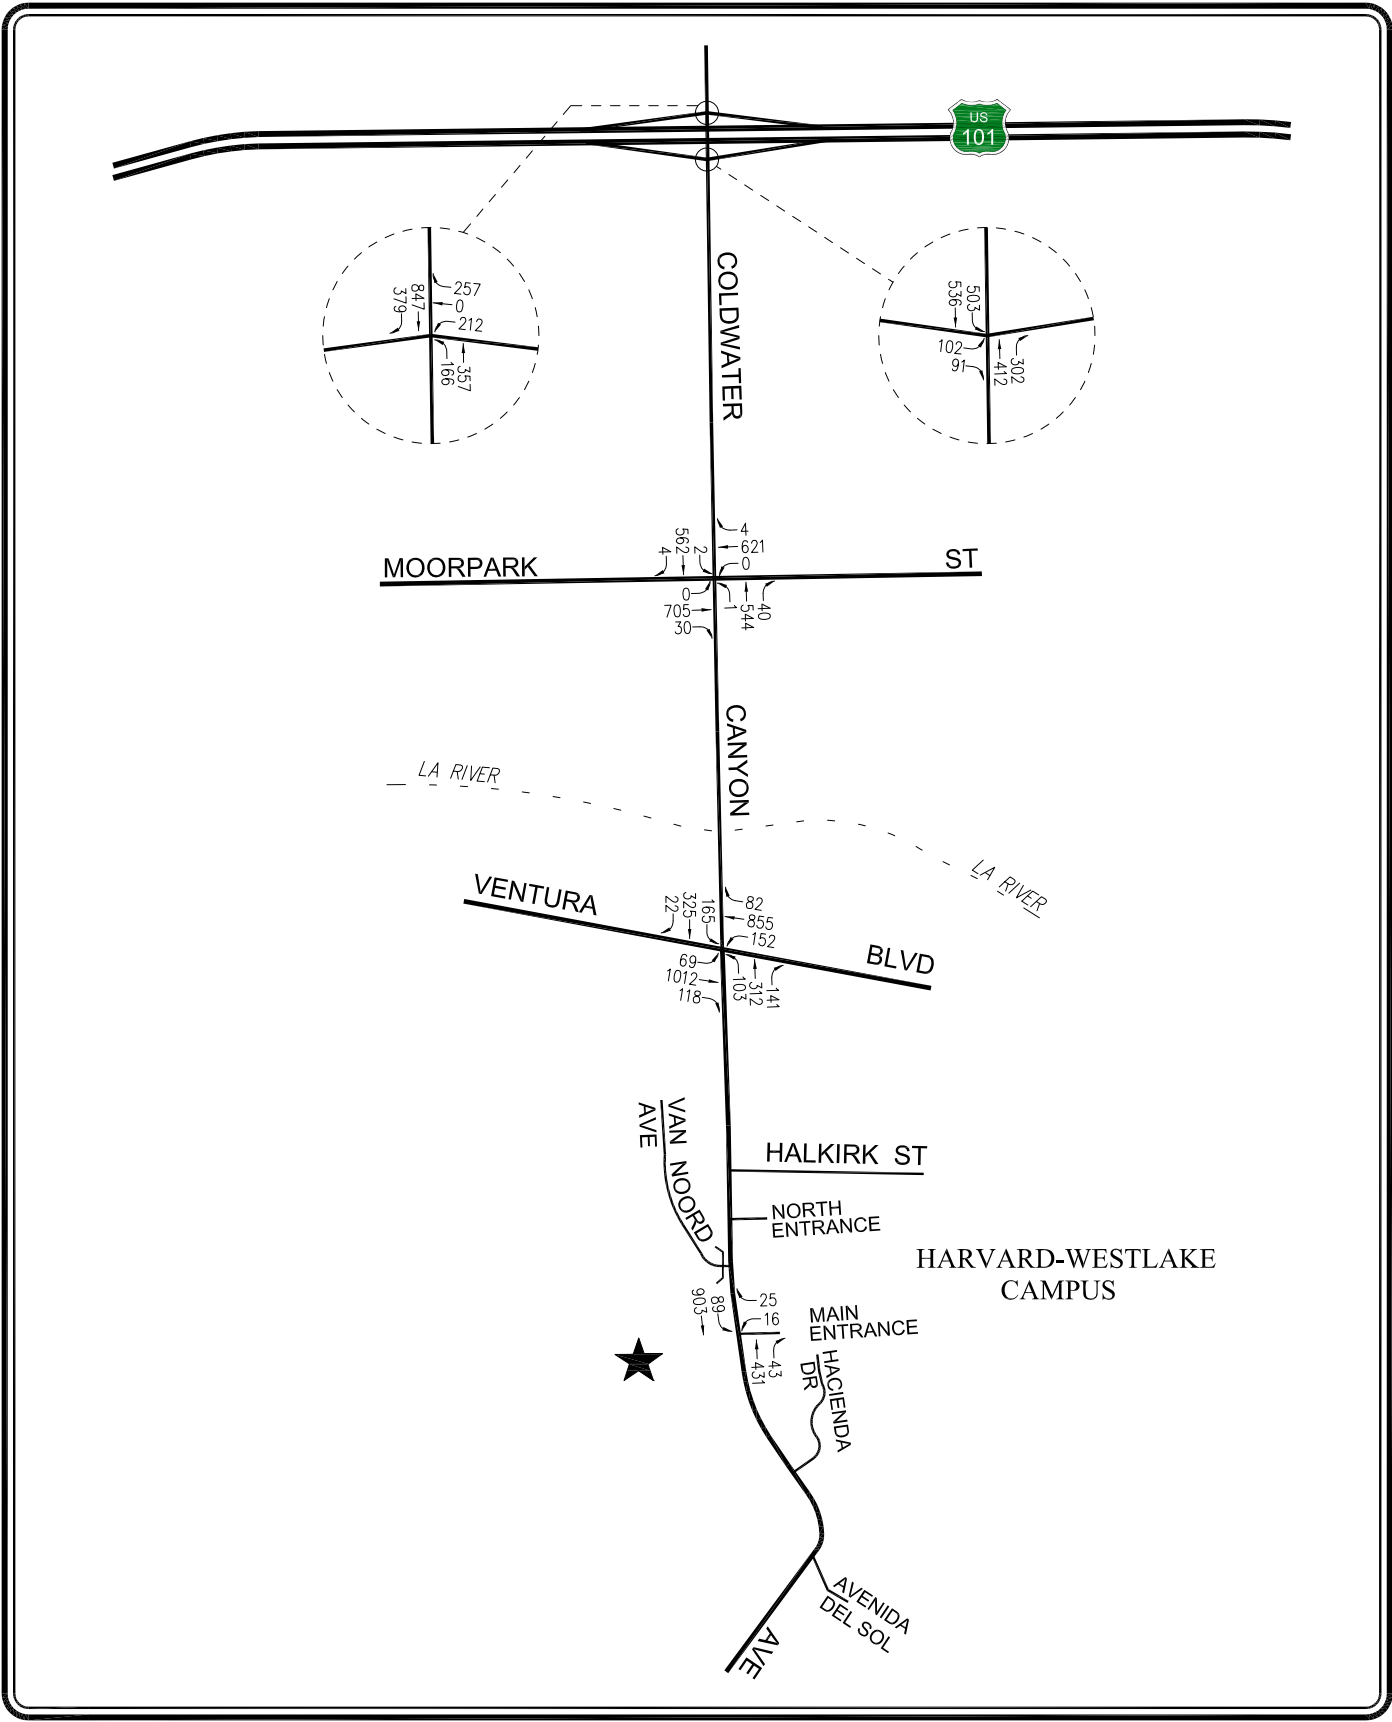 US
101
COLDWATER
257
0
212
847
379
357
166
503
536
102
91
302
412
MOORPARK
ST
4
621
0
2
562
4
0
705
30
1
544
40
CANYON
LA RIVER
LA RIVER
VENTURA
BLVD
82
855
152
165
325
22
69
1012
118
103
312
141
VAN NOORD
AVE
HALKIRK ST
NORTH
ENTRANCE
HARVARD-WESTLAKE
CAMPUS
25
16
89
903
43
431
MAIN
ENTRANCE
HACIENDA
DR
AVENIDA
DEL SOL
AVE